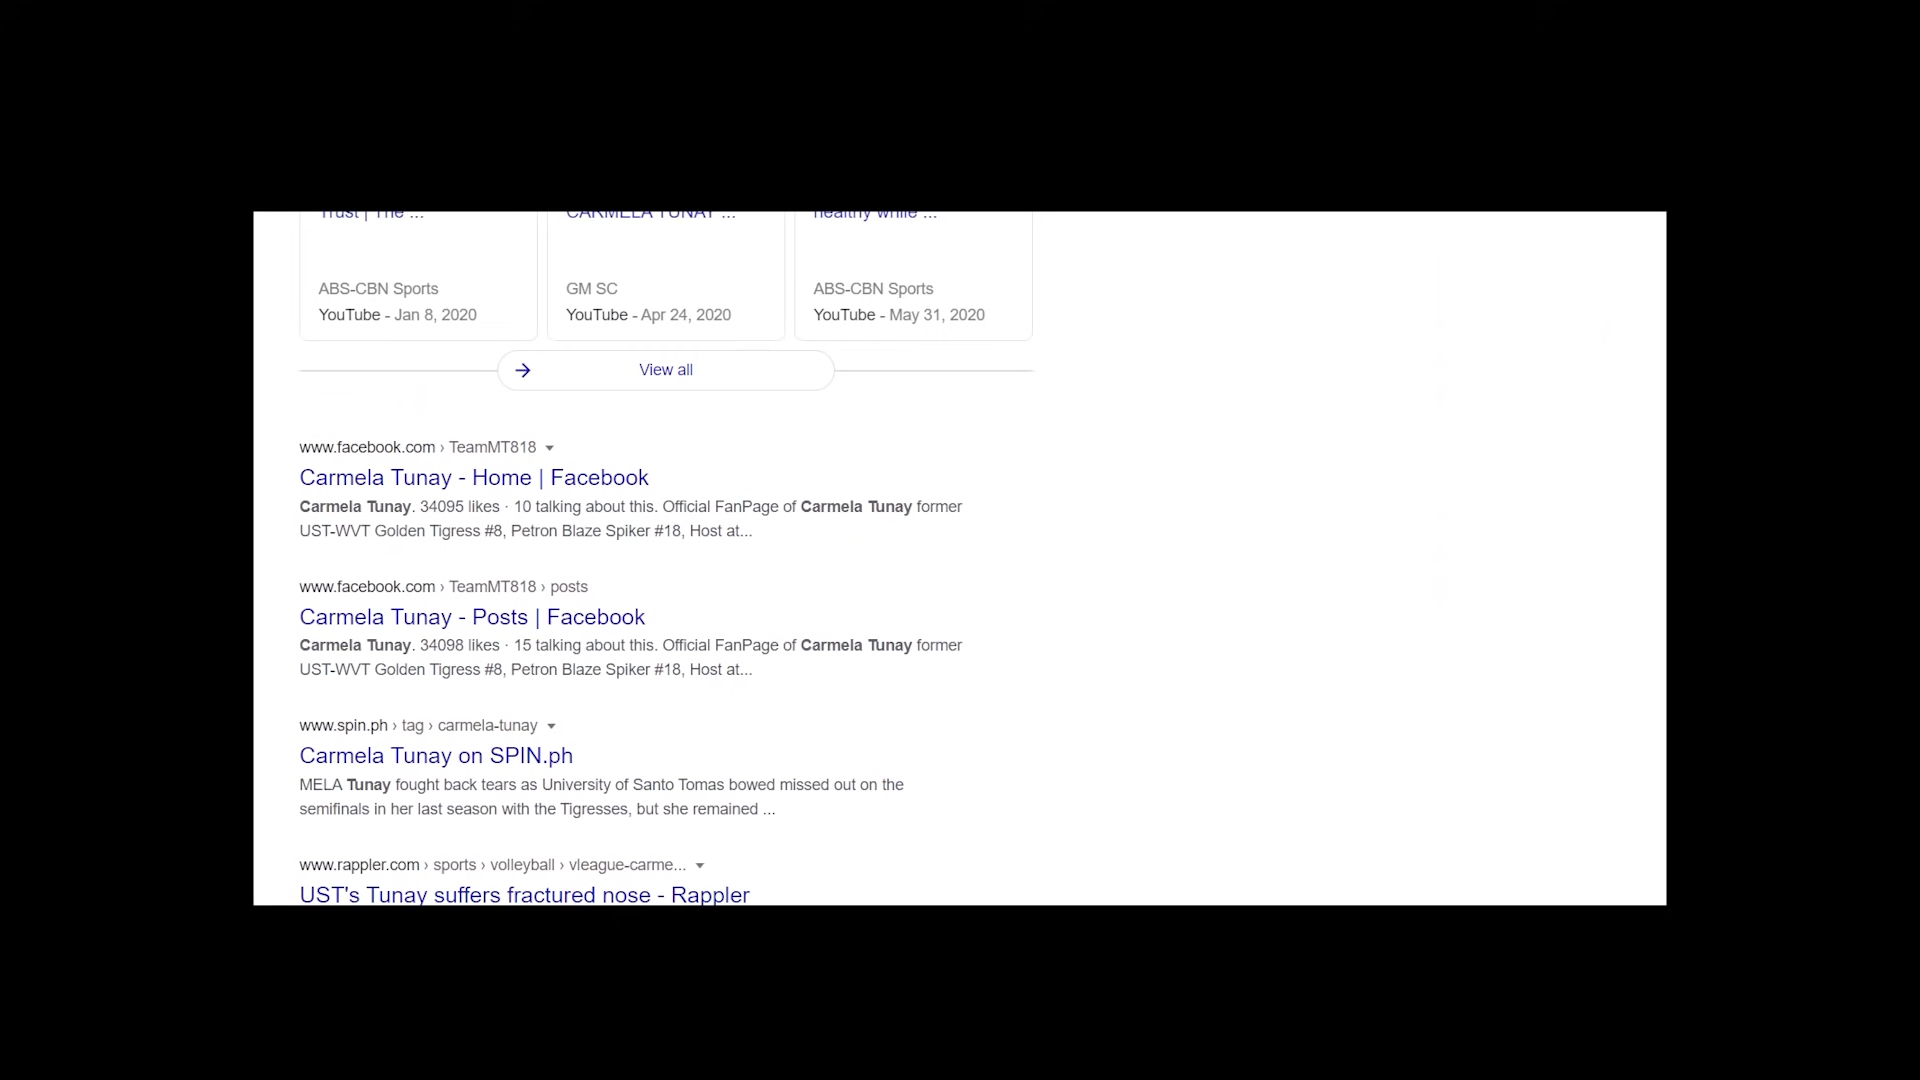 Trust | The ...
CARMELA TUNAY ...
healthy while ...
ABS-CBN Sports
YouTube - Jan 8, 2020
GM SC
YouTube - Apr 24, 2020
ABS-CBN Sports
YouTube - May 31, 2020
View all
www.facebook.com › TeamMT818
Carmela Tunay - Home | Facebook
Carmela Tunay. 34095 likes · 10 talking about this. Official FanPage of Carmela Tunay former
UST-WVT Golden Tigress #8, Petron Blaze Spiker #18, Host at...
www.facebook.com › TeamMT818 › posts
Carmela Tunay - Posts | Facebook
Carmela Tunay. 34098 likes · 15 talking about this. Official FanPage of Carmela Tunay former
UST-WVT Golden Tigress #8, Petron Blaze Spiker #18, Host at...
www.spin.ph › tag › carmela-tunay
Carmela Tunay on SPIN.ph
MELA Tunay fought back tears as University of Santo Tomas bowed missed out on the
semifinals in her last season with the Tigresses, but she remained ...
www.rappler.com › sports › volleyball › vleague-carme...
UST's Tunay suffers fractured nose - Rappler